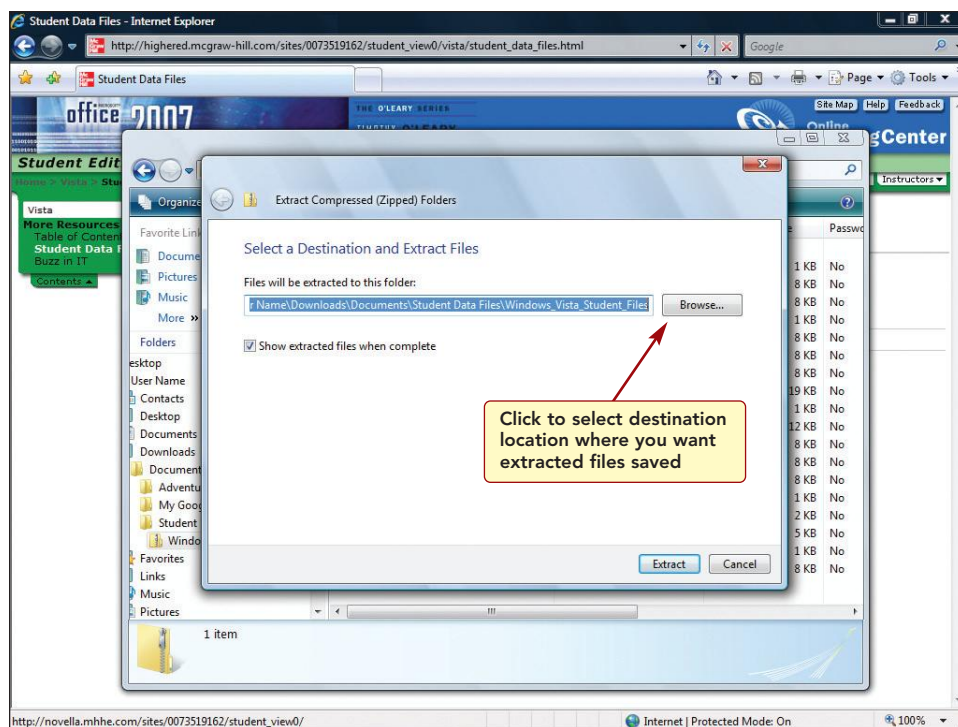 Student Data Files - Internet Explorer
http://highered.mcgraw-hill.com/sites/0073519162/student_view0/vista/student_data_files.html
Google
Student Data Files
Page
Tools
office 2007
THE O'LEARY SERIES
TIMOTHY O'LEARY
Site Map
Help
Feedback
Online
gCenter
Student Edit
Home > Vista > Stu
Instructors
Vista
More Resources
Table of Conten
Student Data F
Buzz in IT
Contents
Organize
Favorite Link
Docume
Pictures
Music
More »
Folders
esktop
User Name
Contacts
Desktop
Documents
Downloads
Document
Adventu
My Goog
Student
Windo
Favorites
Links
Music
Pictures
Extract Compressed (Zipped) Folders
Select a Destination and Extract Files
Files will be extracted to this folder:
r Name\Downloads\Documents\Student Data Files\Windows_Vista_Student_Files
Browse...
Show extracted files when complete
Click to select destination
location where you want
extracted files saved
Extract
Cancel
e Passwo
1 KB No
8 KB No
8 KB No
1 KB No
8 KB No
8 KB No
8 KB No
19 KB No
1 KB No
12 KB No
8 KB No
8 KB No
8 KB No
1 KB No
2 KB No
5 KB No
1 KB No
8 KB No
1 item
http://novella.mhhe.com/sites/0073519162/student_view0/
Internet | Protected Mode: On
100%